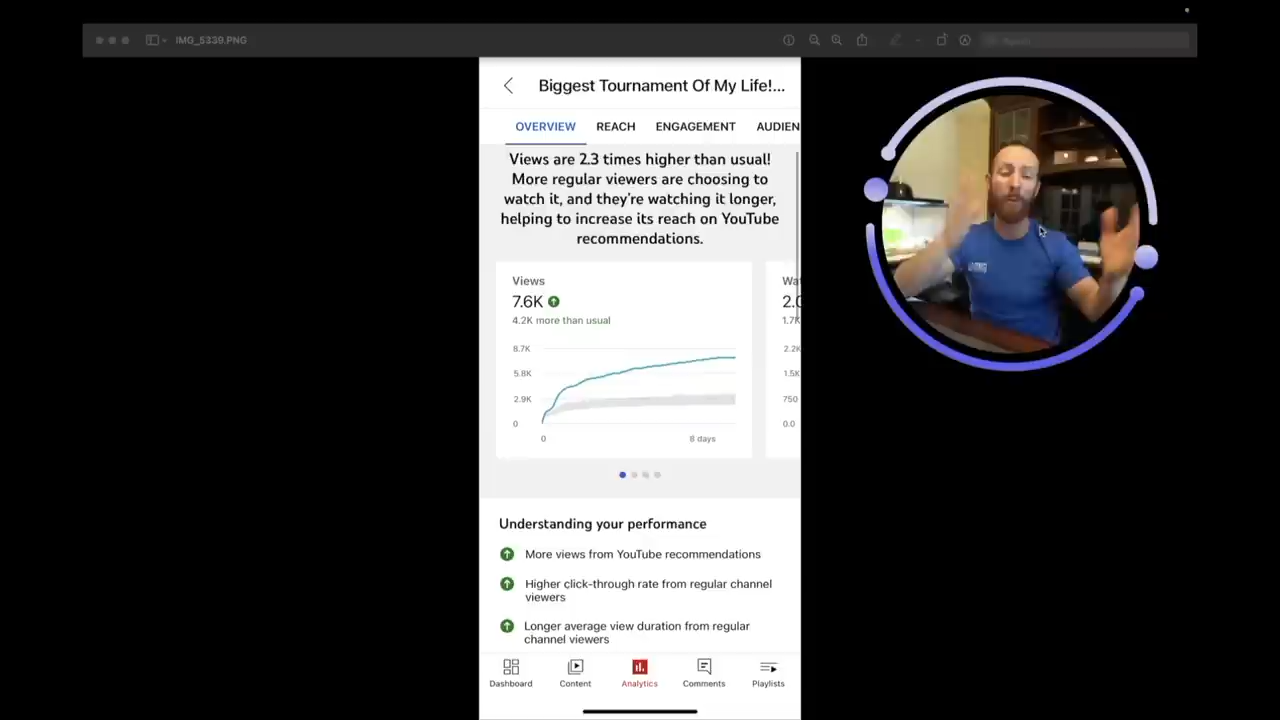 IMG_5339.PNG
Biggest Tournament Of My Life!...
OVERVIEW REACH ENGAGEMENT AUDIEN
Views are 2.3 times higher than usual!
More regular viewers are choosing to
watch it, and they're watching it longer,
helping to increase its reach on YouTube
recommendations.
Views
7.6K
4.2K more than usual
8.7K
5.8K
2.9K
0
0 8 days
Wa
2.0
1.7K
2.2K
1.5K
750
0.0
Understanding your performance
More views from YouTube recommendations
Higher click-through rate from regular channel
viewers
Longer average view duration from regular
channel viewers
Dashboard Content Analytics Comments Playlists